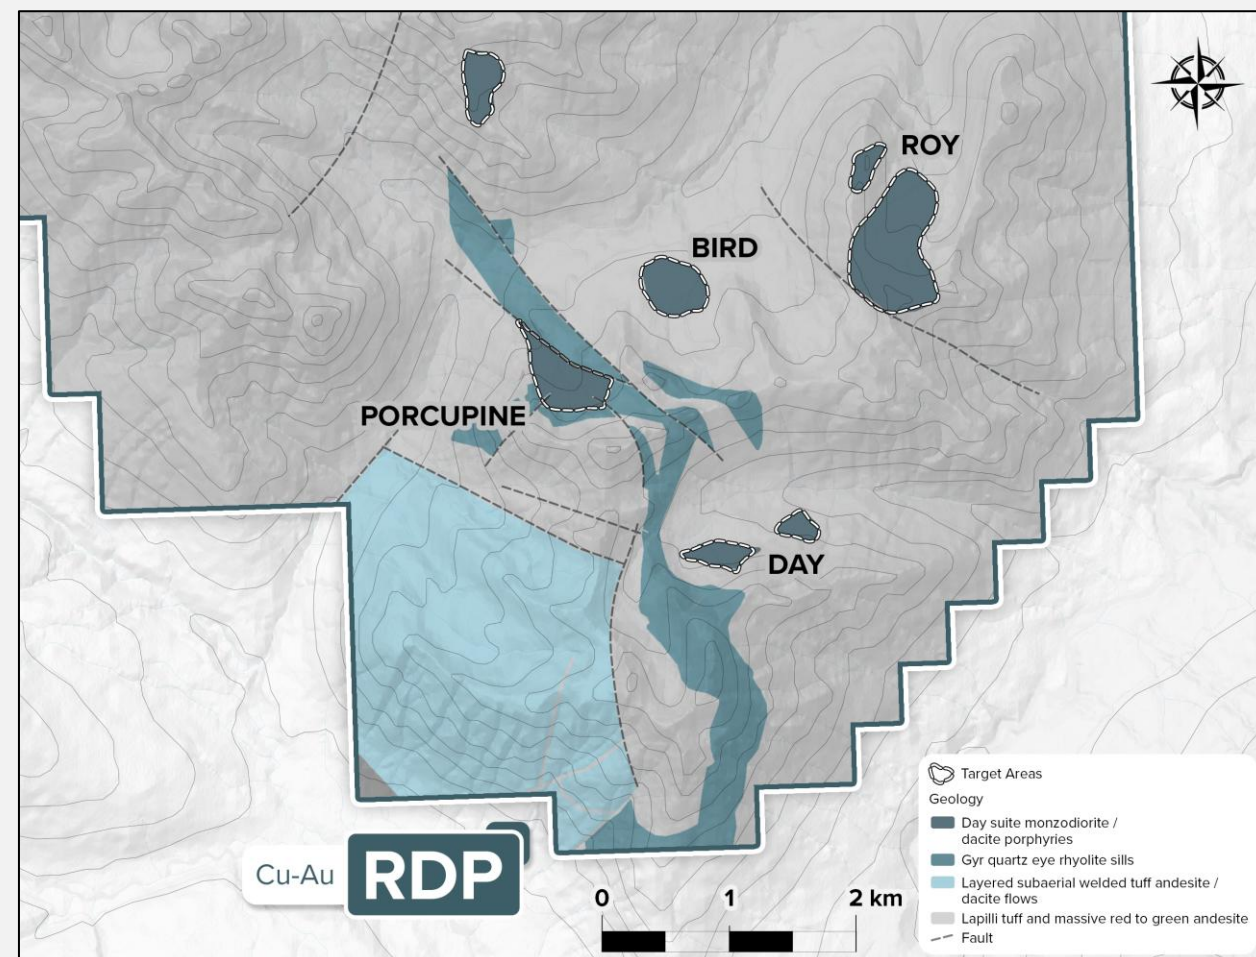 ROY
BIRD
PORCUPINE
DAY
Cu-Au RDP
0 1 2 km
Target Areas
Geology
Day suite monzodiorite /
dacite porphyries
Gyr quartz eye rhyolite sills
Layered subaerial welded tuff andesite /
dacite flows
Lapilli tuff and massive red to green andesite
Fault